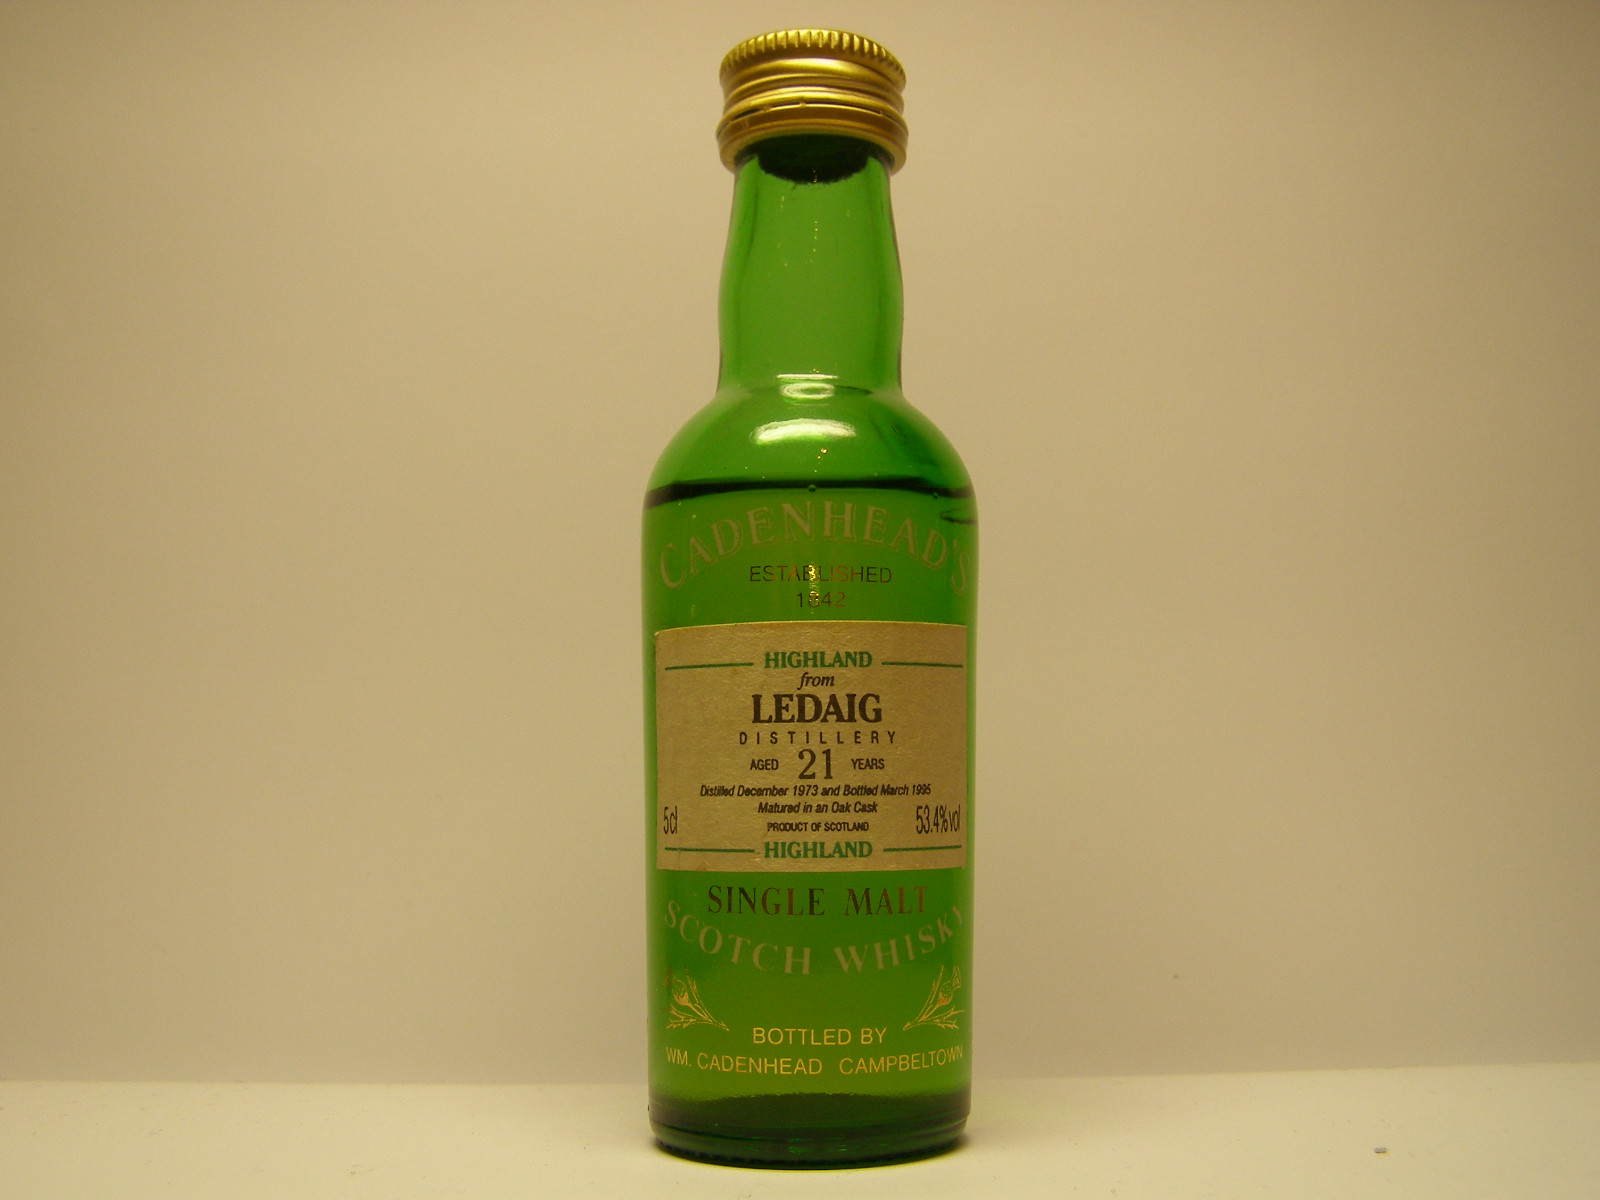 CADENHEAD'S
ESTABLISHED
1842
HIGHLAND
from
LEDAIG
DISTILLERY
AGED 21 YEARS
Distilled December 1973 and Bottled March 1995
Matured in an Oak Cask
5cl PRODUCT OF SCOTLAND 53.4%vol
HIGHLAND
SINGLE MALT
SCOTCH WHISKY
BOTTLED BY
WM. CADENHEAD CAMPBELTOWN